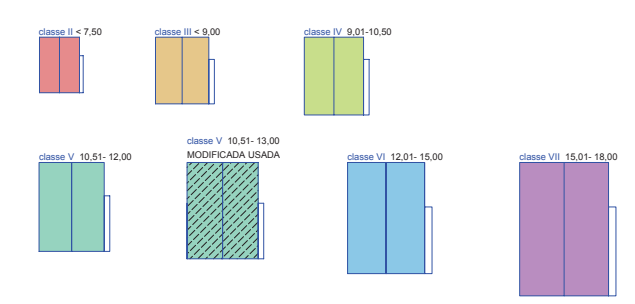 classe II < 7,50
classe III < 9,00
classe IV 9,01-10,50
classe V 10,51- 12,00
classe V 10,51- 13,00
MODIFICADA USADA
classe VI 12,01- 15,00
classe VII 15,01- 18,00